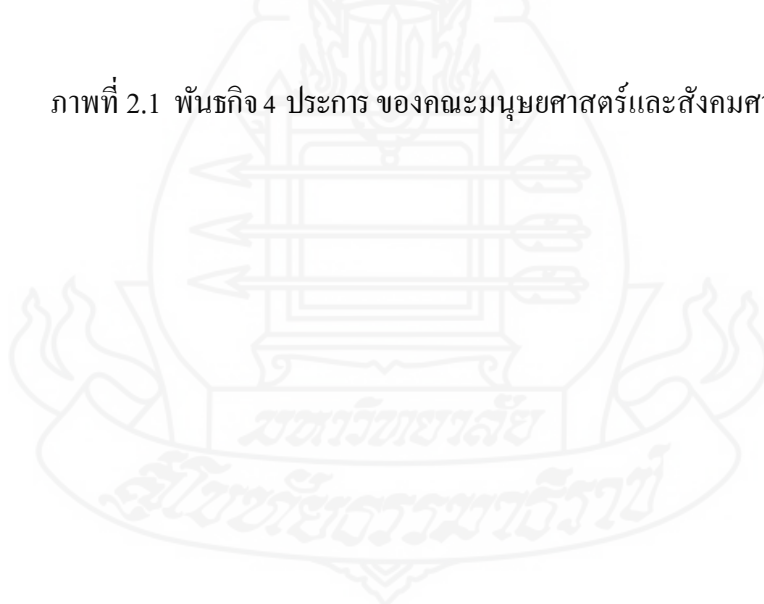 ภาพที่ 2.1 พันธกิจ 4 ประการ ของคณะมนุษยศาสตร์และสังคมศา
มหาวิทยาลัย
สุโขทัยธรรมาธิราช